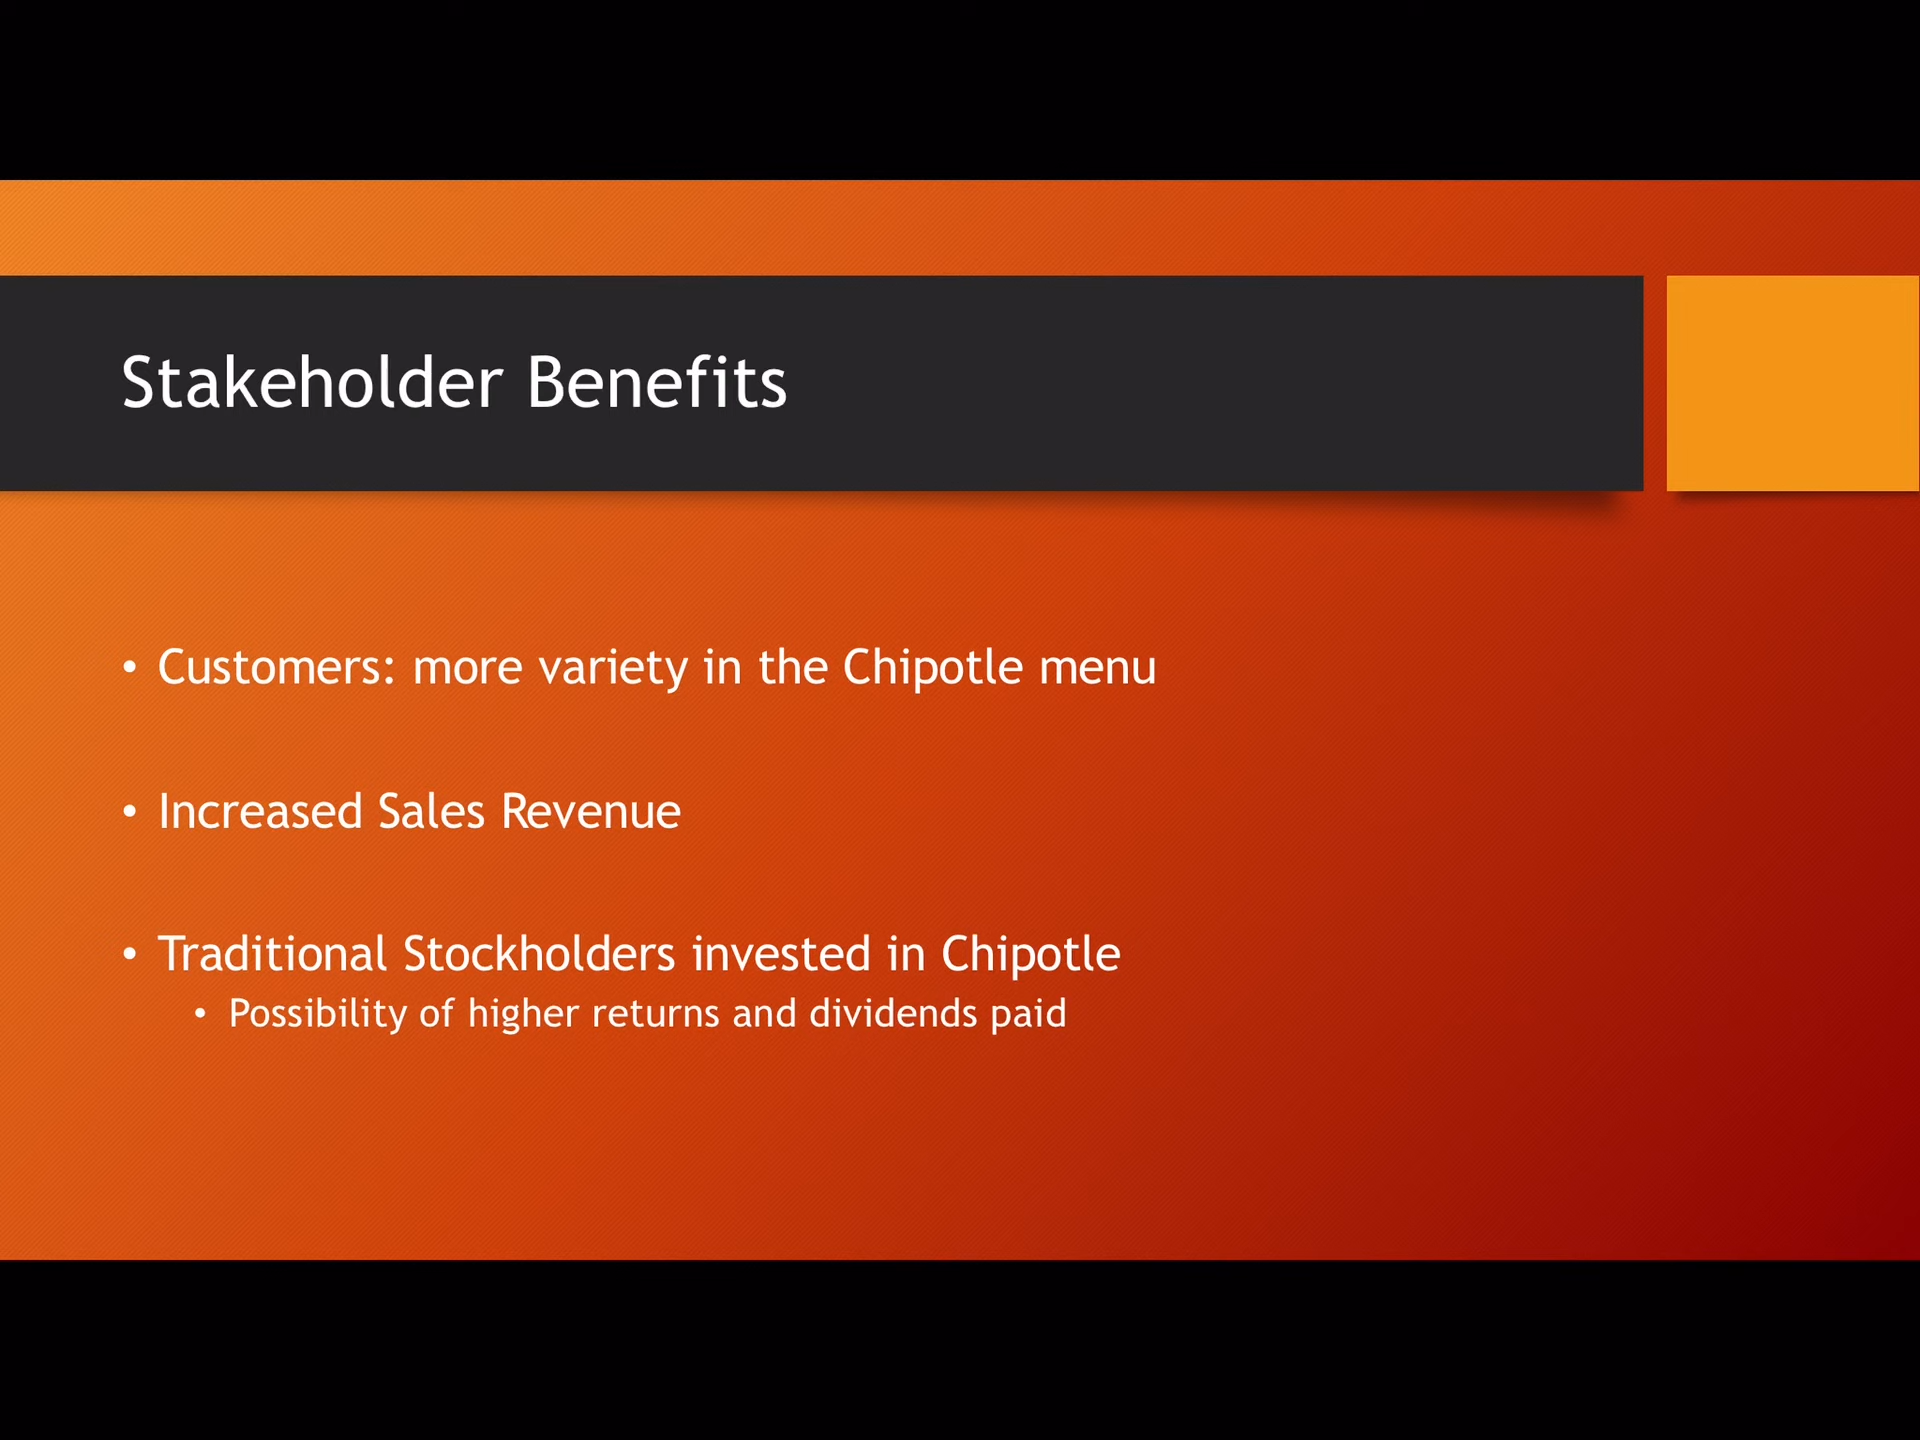 Stakeholder Benefits
• Customers: more variety in the Chipotle menu
• Increased Sales Revenue
• Traditional Stockholders invested in Chipotle
• Possibility of higher returns and dividends paid